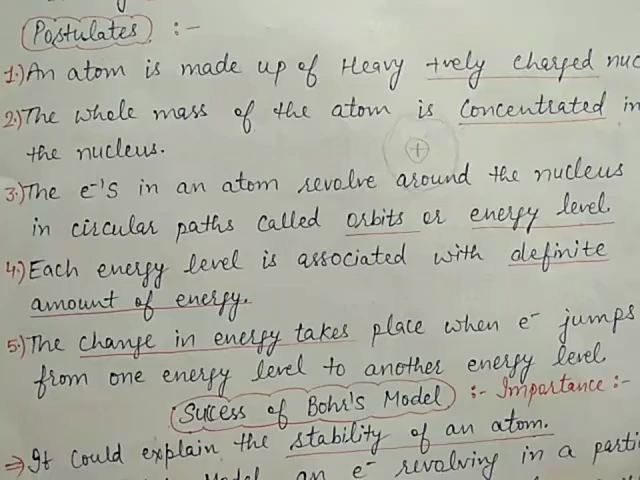 Postulates :-
1.) An atom is made up of Heavy +vely charged nuc
2.) The whole mass of the atom is concentrated in
the nucleus.
+
3.) The e⁻'s in an atom revolve around the nucleus
in circular paths called orbits or energy level.
4.) Each energy level is associated with definite
amount of energy.
5.) The change in energy takes place when e⁻ jumps
from one energy level to another energy level.
Success of Bohr's Model :- Importance :-
⇒ It could explain the stability of an atom.
Model an e⁻ revolving in a parti